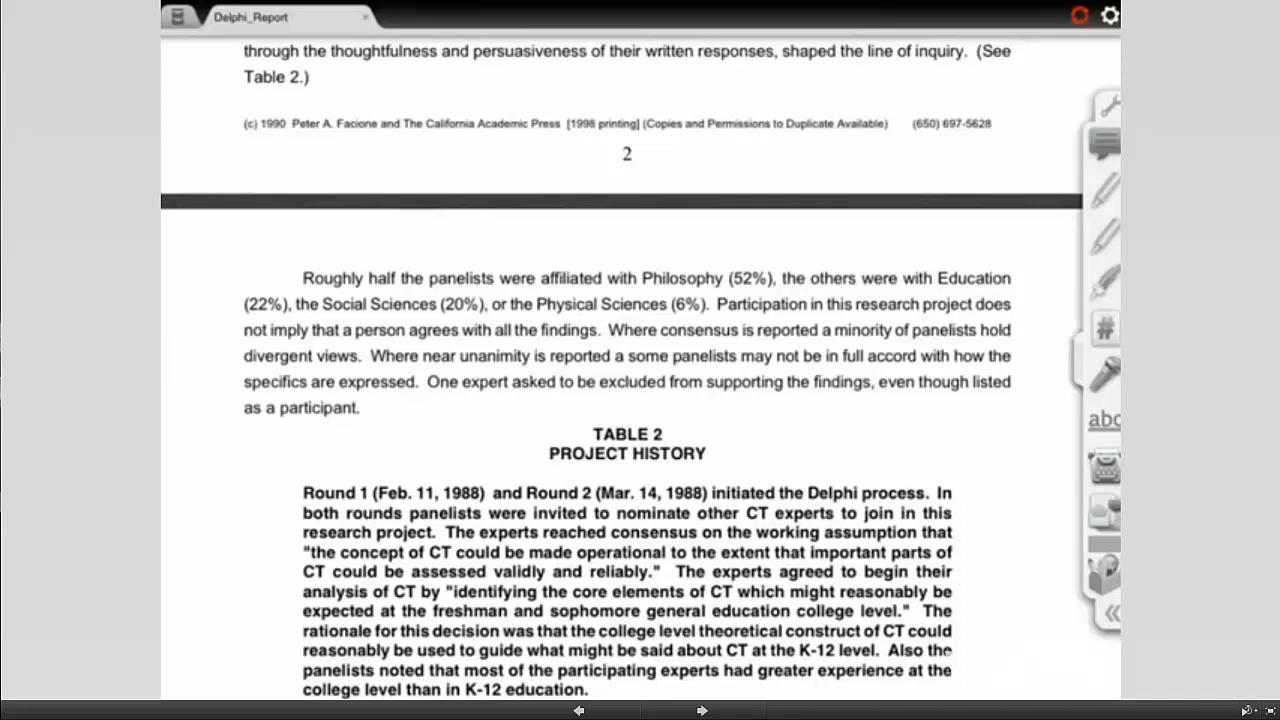 Delphi_Report
through the thoughtfulness and persuasiveness of their written responses, shaped the line of inquiry. (See
Table 2.)
(c) 1990 Peter A. Facione and The California Academic Press [1998 printing] (Copies and Permissions to Duplicate Available) (650) 697-5628
2
Roughly half the panelists were affiliated with Philosophy (52%), the others were with Education
(22%), the Social Sciences (20%), or the Physical Sciences (6%). Participation in this research project does
not imply that a person agrees with all the findings. Where consensus is reported a minority of panelists hold
divergent views. Where near unanimity is reported a some panelists may not be in full accord with how the
specifics are expressed. One expert asked to be excluded from supporting the findings, even though listed
as a participant.
TABLE 2
PROJECT HISTORY
Round 1 (Feb. 11, 1988) and Round 2 (Mar. 14, 1988) initiated the Delphi process. In
both rounds panelists were invited to nominate other CT experts to join in this
research project. The experts reached consensus on the working assumption that
"the concept of CT could be made operational to the extent that important parts of
CT could be assessed validly and reliably." The experts agreed to begin their
analysis of CT by "identifying the core elements of CT which might reasonably be
expected at the freshman and sophomore general education college level." The
rationale for this decision was that the college level theoretical construct of CT could
reasonably be used to guide what might be said about CT at the K-12 level. Also the
panelists noted that most of the participating experts had greater experience at the
college level than in K-12 education.
#
abc